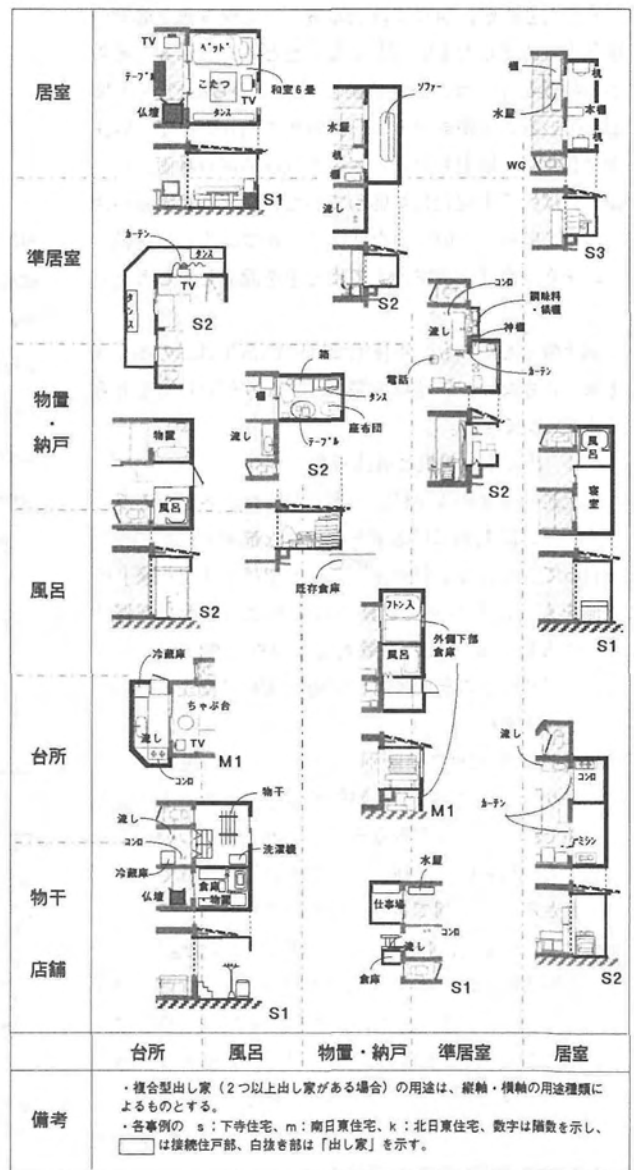 居室
TV
ベッド
テーブル
こたつ
和室6畳
TV
仏壇
タンス
S1
ソファー
水屋
机
棚
流し
S2
棚
机
水屋
本棚
机
WC
S3
準居室
カーテン
タンス
TV
タンス
S2
コンロ
調味料
・鍋棚
流し
神棚
電話
カーテン
S2
物置
・
納戸
物置
風呂
S2
棚
タンス
座布団
流し
テーブル
S2
既存倉庫
風呂
寝室
S1
風呂
フトン入
外側下部
倉庫
風呂
M1
台所
冷蔵庫
ちゃぶ台
流し
TV
コンロ
M1
流し
コンロ
カーテン
ミシン
S2
物干
店舗
物干
流し
コンロ
洗濯機
冷蔵庫
仏壇
倉庫
・物置
S1
水屋
仕事場
コンロ
流し
倉庫
S1
台所
風呂
物置・納戸
準居室
居室
備考
・複合型出し家（2つ以上出し家がある場合）の用途は、縦軸・横軸の用途種類に
よるものとする。
・各事例の s：下寺住宅、m：南日東住宅、k：北日東住宅、数字は階数を示し、
は接続住戸部、白抜き部は「出し家」を示す。